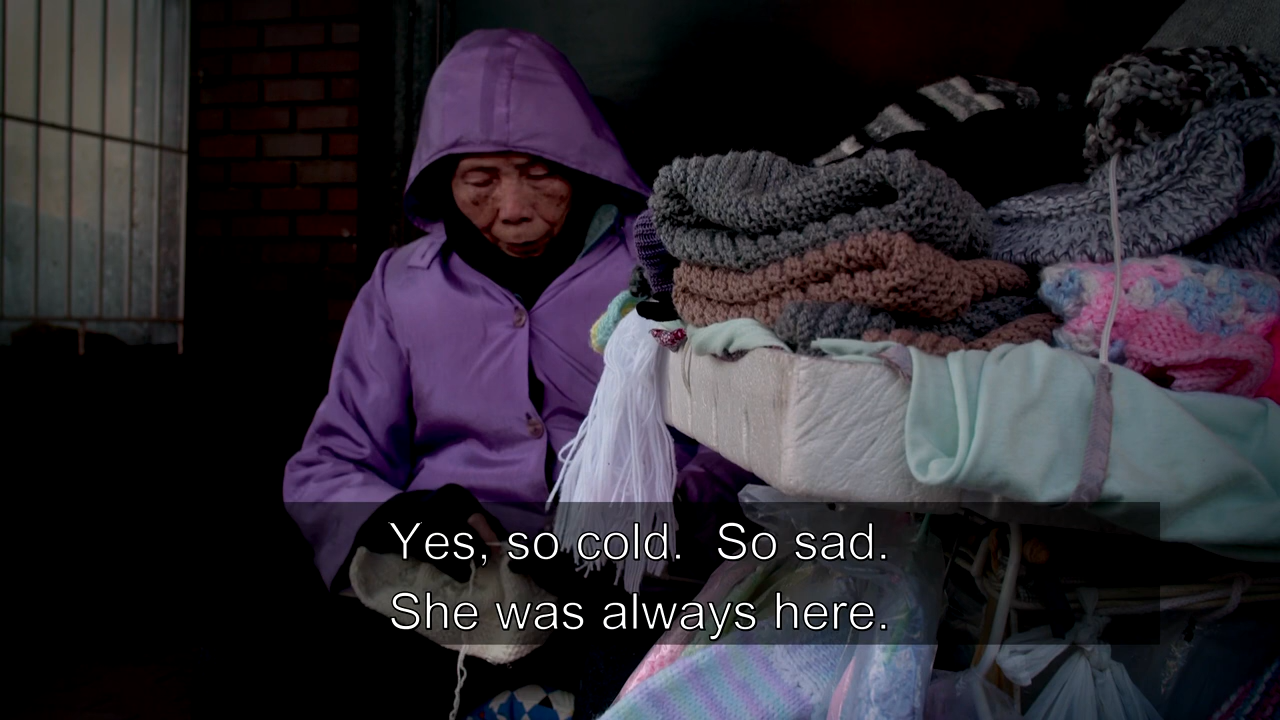 Yes, so cold.  So sad.
She was always here.